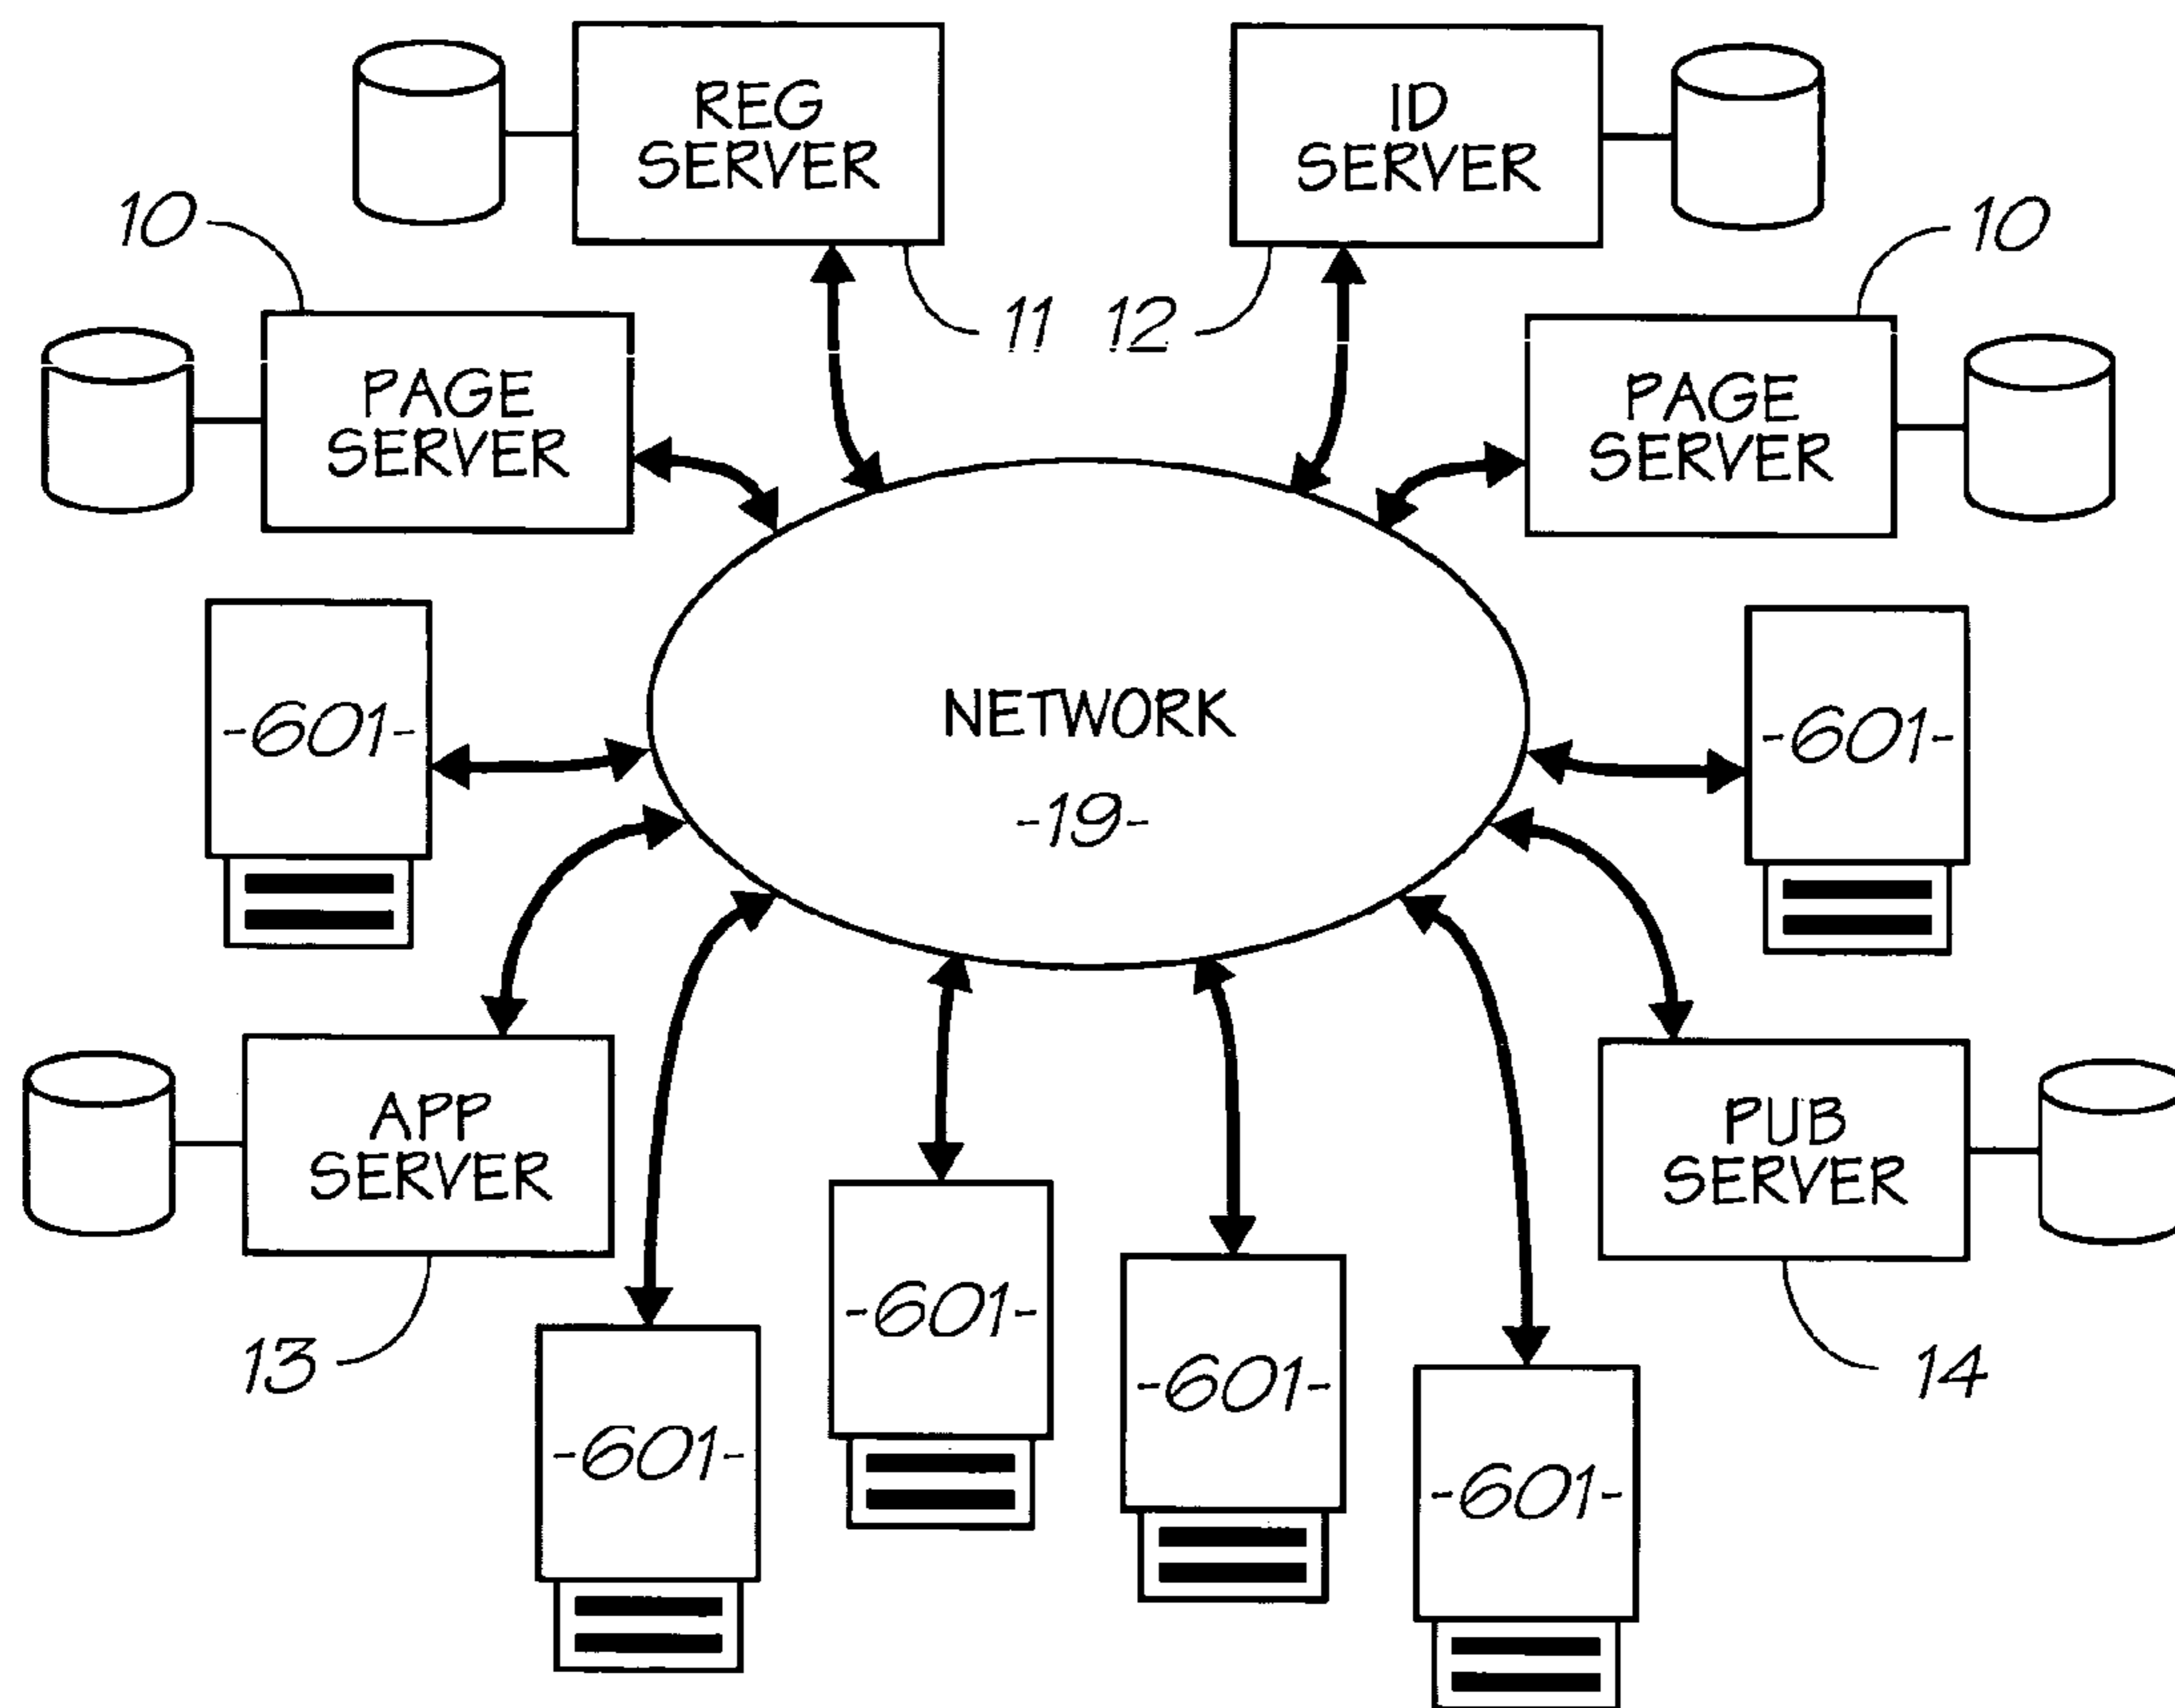 REG
SERVER
ID
SERVER
10
10
11
12
PAGE
SERVER
PAGE
SERVER
-601-
NETWORK
-19-
-601-
APP
SERVER
PUB
SERVER
13
-601-
-601-
-601-
-601-
14